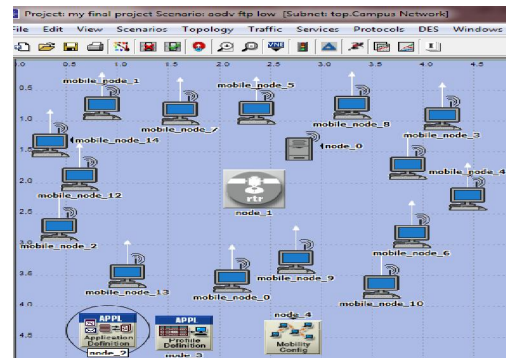 Project: my final project Scenario: aodv ftp low [Subnet: top.Campus Network]
File Edit View Scenarios Topology Traffic Services Protocols DES Windows
0.5 1.0 1.5 2.0 2.5 3.0 3.5 4.0 4.5
0.5
1.0
1.5
2.0
2.5
3.0
3.5
4.0
4.5
mobile_node_1
mobile_node_5
mobile_node_7
mobile_node_8
mobile_node_3
mobile_node_14
node_0
mobile_node_4
mobile_node_12
rtr
node_1
mobile_node_2
mobile_node_6
mobile_node_9
mobile_node_13
mobile_node_0
mobile_node_10
APPL
Application
Definition
node_2
APPL
Profile
Definition
node_3
node_4
Mobility
Config